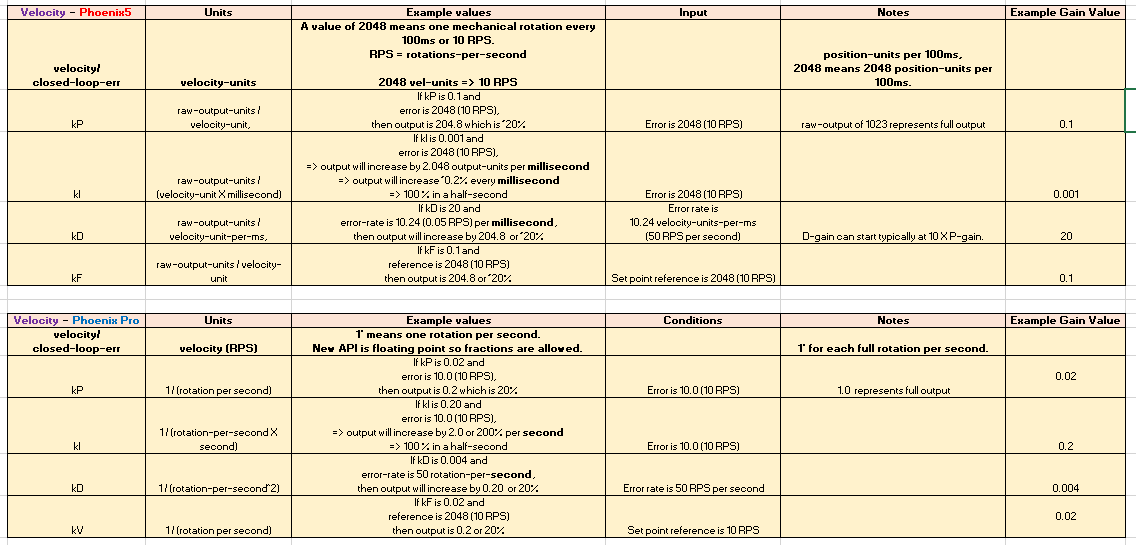 Velocity - Phoenix5 Units Example values Input Notes Example Gain Value
velocity/
closed-loop-err
velocity-units
A value of 2048 means one mechanical rotation every
100ms or 10 RPS.
RPS = rotations-per-second
2048 vel-units => 10 RPS
position-units per 100ms,
2048 means 2048 position-units per
100ms.
kP
raw-output-units /
velocity-unit,
If kP is 0.1 and
error is 2048 (10 RPS),
then output is 204.8 which is ~20%
Error is 2048 (10 RPS)
raw-output of 1023 represents full output
0.1
kI
raw-output-units /
(velocity-unit X millisecond)
If kI is 0.001 and
error is 2048 (10 RPS),
=> output will increase by 2.048 output-units per millisecond
=> output will increase ~0.2% every millisecond
=> 100% in a half-second
Error is 2048 (10 RPS)
0.001
kD
raw-output-units /
velocity-unit-per-ms,
If kD is 20 and
error-rate is 10.24 (0.05 RPS) per millisecond,
then output will increase by 204.8 or ~20%
Error rate is
10.24 velocity-units-per-ms
(50 RPS per second)
D-gain can start typically at 10 X P-gain.
20
kF
raw-output-units / velocity-
unit
If kF is 0.1 and
reference is 2048 (10 RPS)
then output is 204.8 or ~20%
Set point reference is 2048 (10 RPS)
0.1
Velocity - Phoenix Pro Units Example values Conditions Notes Example Gain Value
velocity/
closed-loop-err
velocity (RPS)
1' means one rotation per second.
New API is floating point so fractions are allowed.
1' for each full rotation per second.
kP
1/ (rotation per second)
If kP is 0.02 and
error is 10.0 (10 RPS),
then output is 0.2 which is 20%
Error is 10.0 (10 RPS)
1.0 represents full output
0.02
kI
1/ (rotation-per-second X
second)
If kI is 0.20 and
error is 10.0 (10 RPS),
=> output will increase by 2.0 or 200% per second
=> 100% in a half-second
Error is 10.0 (10 RPS)
0.2
kD
1/ (rotation-per-second^2)
If kD is 0.004 and
error-rate is 50 rotation-per-second,
then output will increase by 0.20 or 20%
Error rate is 50 RPS per second
0.004
kV
1/ (rotation per second)
If kF is 0.02 and
reference is 2048 (10 RPS)
then output is 0.2 or 20%
Set point reference is 10 RPS
0.02